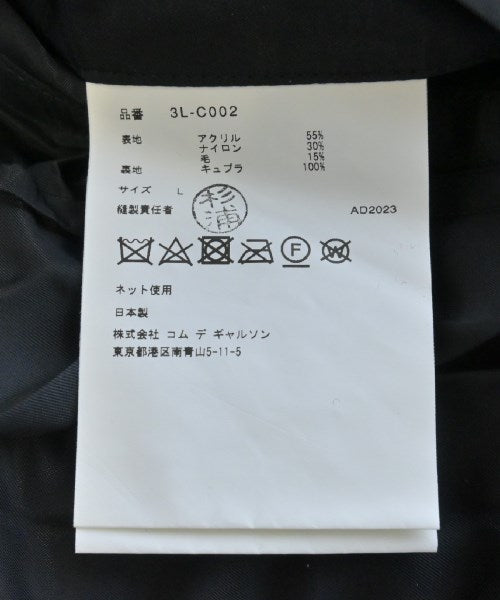 品番 3L-C002
表地 アクリル 55%
ナイロン 30%
毛 15%
裏地 キュプラ 100%
サイズ L
縫製責任者 杉浦 AD2023
F W
ネット使用
日本製
株式会社 コム デ ギャルソン
東京都港区南青山5-11-5